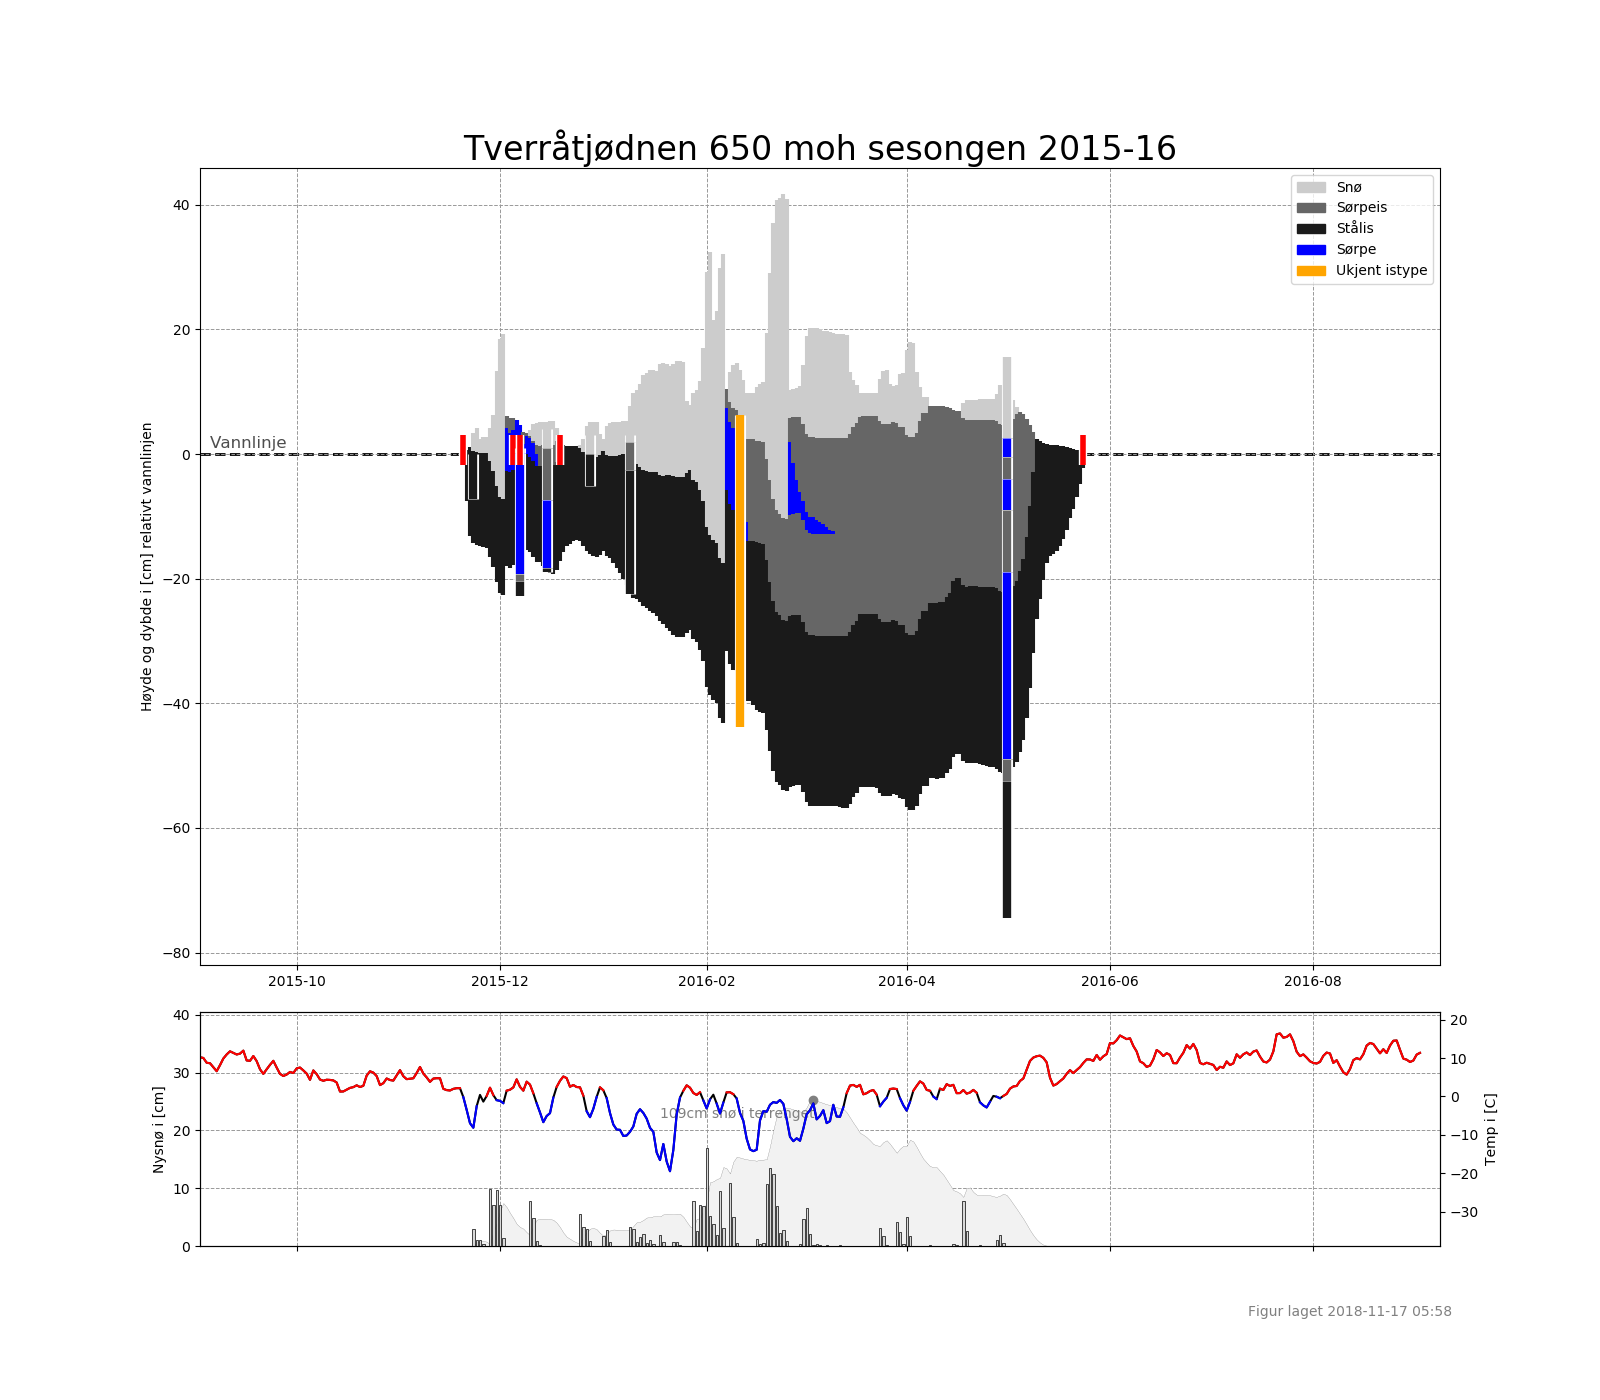 Tverråtjødnen 650 moh sesongen 2015-16
Snø
Sørpeis
Stålis
Sørpe
Ukjent istype
Høyde og dybde i [cm] relativt vannlinjen
40
20
0
−20
−40
−60
−80
Vannlinje
2015-10
2015-12
2016-02
2016-04
2016-06
2016-08
Nysnø i [cm]
40
30
20
10
0
109cm snø i terrenget
20
10
0
−10
−20
−30
Temp i [C]
Figur laget 2018-11-17 05:58